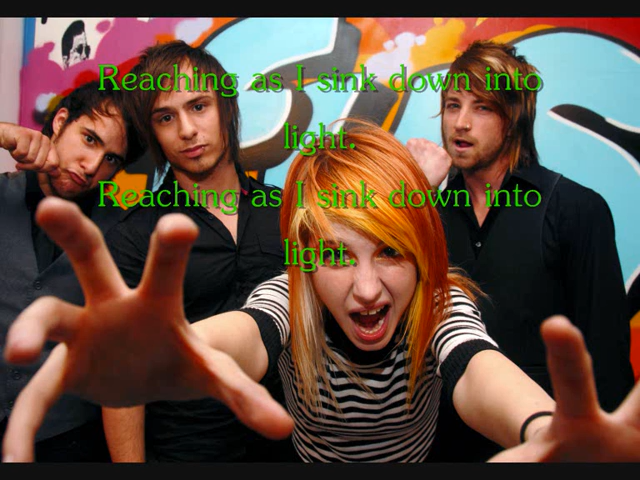 Reaching as I sink down into
light.
Reaching as I sink down into
light.